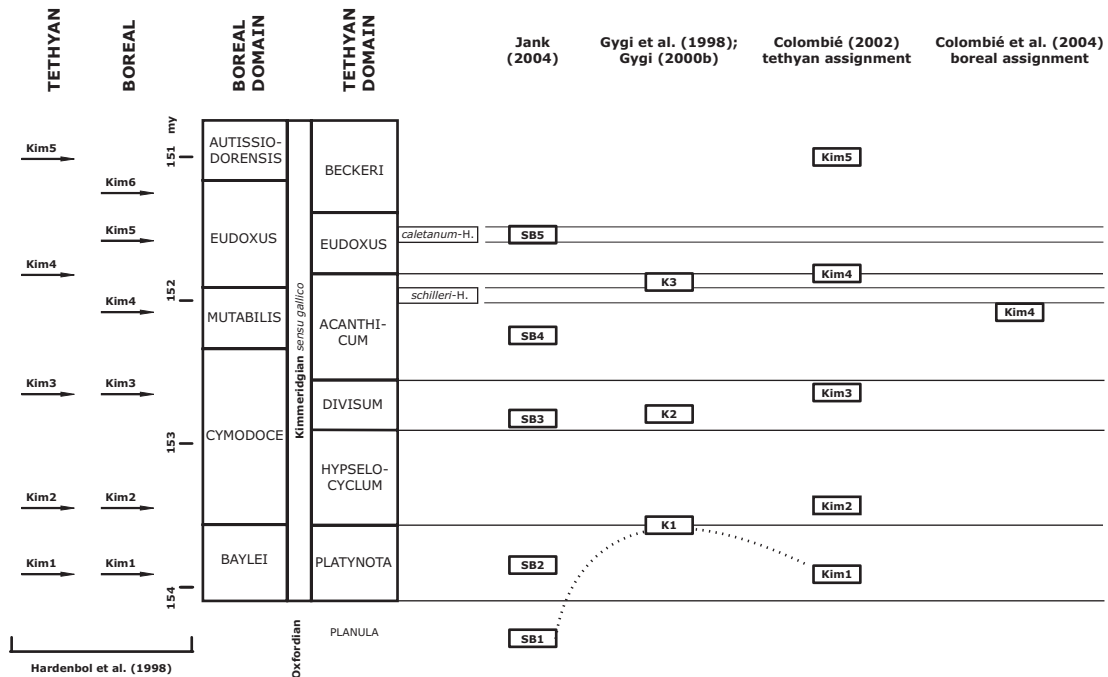 TETHYAN
BOREAL
BOREAL
DOMAIN
TETHYAN
DOMAIN
Jank
(2004)
Gygi et al. (1998);
Gygi (2000b)
Colombié (2002)
tethyan assignment
Colombié et al. (2004)
boreal assignment
my
151
152
153
154
Kim5
Kim4
Kim3
Kim2
Kim1
Kim6
Kim5
Kim4
Kim3
Kim2
Kim1
Hardenbol et al. (1998)
AUTISSIO-
DORENSIS
EUDOXUS
MUTABILIS
CYMODOCE
BAYLEI
Kimmeridgian sensu gallico
Oxfordian
BECKERI
EUDOXUS
ACANTHI-
CUM
DIVISUM
HYPSELO-
CYCLUM
PLATYNOTA
PLANULA
caletanum-H.
schilleri-H.
SB5
SB4
SB3
SB2
SB1
K3
K2
K1
Kim5
Kim4
Kim3
Kim2
Kim1
Kim4